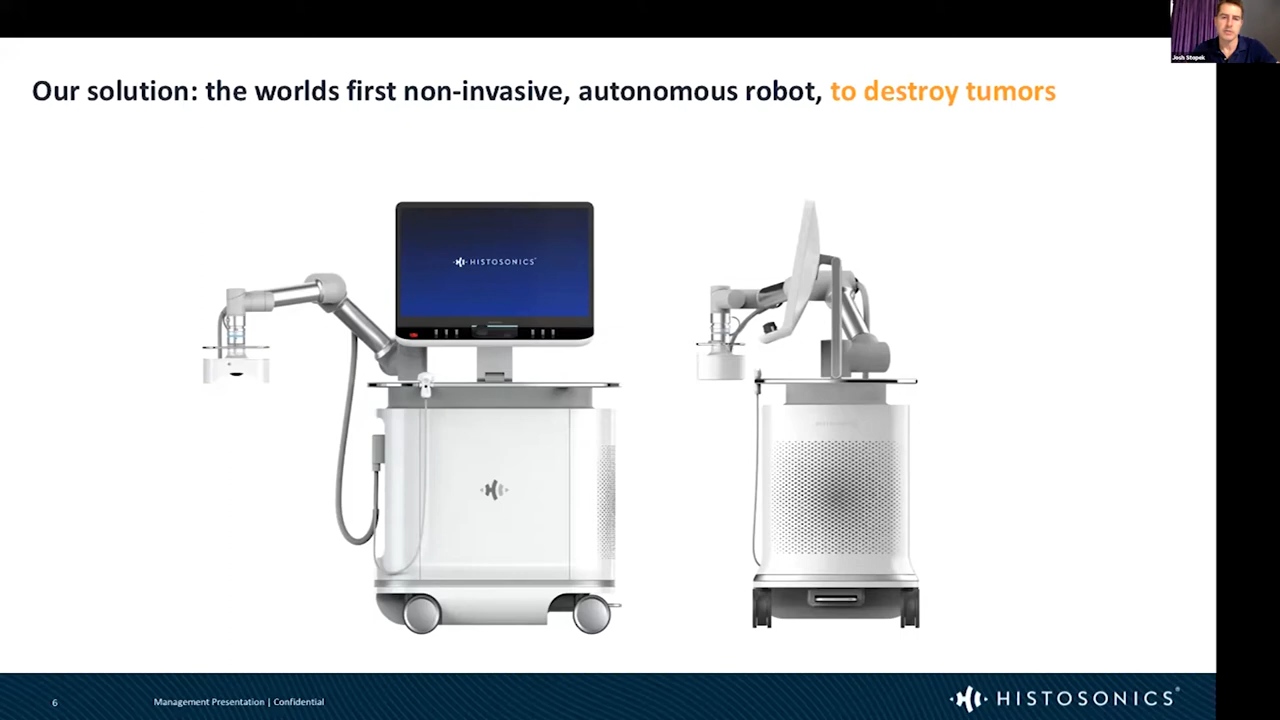 Josh Stopek
Our solution: the worlds first non-invasive, autonomous robot, to destroy tumors
HISTOSONICS
6
Management Presentation | Confidential
HISTOSONICS®